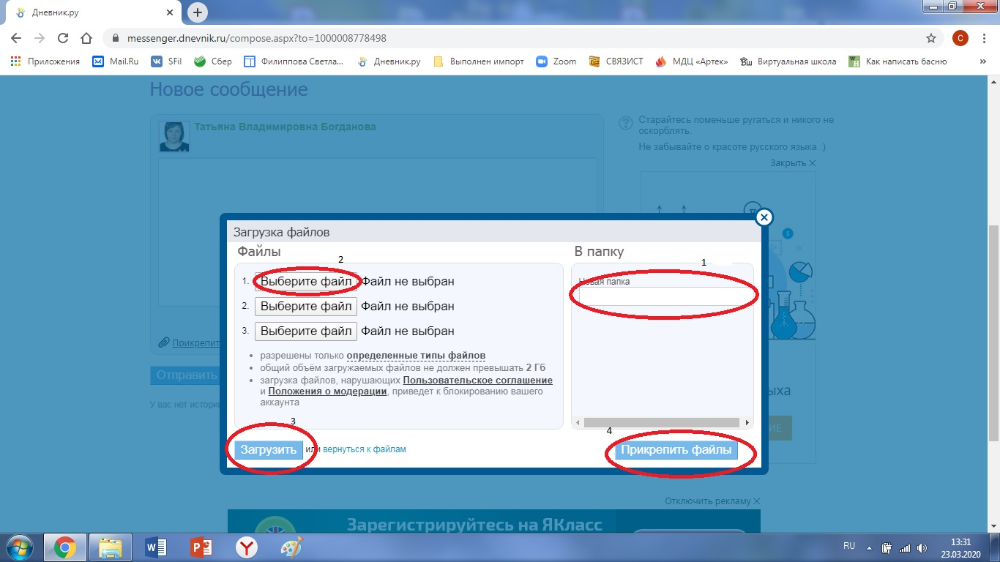 Дневник.ру
messenger.dnevnik.ru/compose.aspx?to=1000008778498
C
Приложения Mail.Ru SFil Сбер Филиппова Светла... Дневник.ру Выполнен импорт Zoom СВЯЗИСТ МДЦ «Артек» Виртуальная школа Как написать басню »
Новое сообщение
Татьяна Владимировна Богданова
Старайтесь поменьше ругаться и никого не
оскорблять.
Не забывайте о красоте русского языка :)
Закрыть
Загрузка файлов
Файлы
2
1. Выберите файл Файл не выбран
2. Выберите файл Файл не выбран
3. Выберите файл Файл не выбран
• разрешены только определенные типы файлов
• общий объём загружаемых файлов не должен превышать 2 Гб
• загрузка файлов, нарушающих Пользовательское соглашение
и Положения о модерации, приведет к блокированию вашего
аккаунта
В папку
1
Новая папка
3
Загрузить или вернуться к файлам
4
Прикрепить файлы
Прикрепит
Отправить
У вас нет истори
ыха
ИЕ
Отключить рекламу
Зарегистрируйтесь на ЯКласс
RU
13:31
23.03.2020